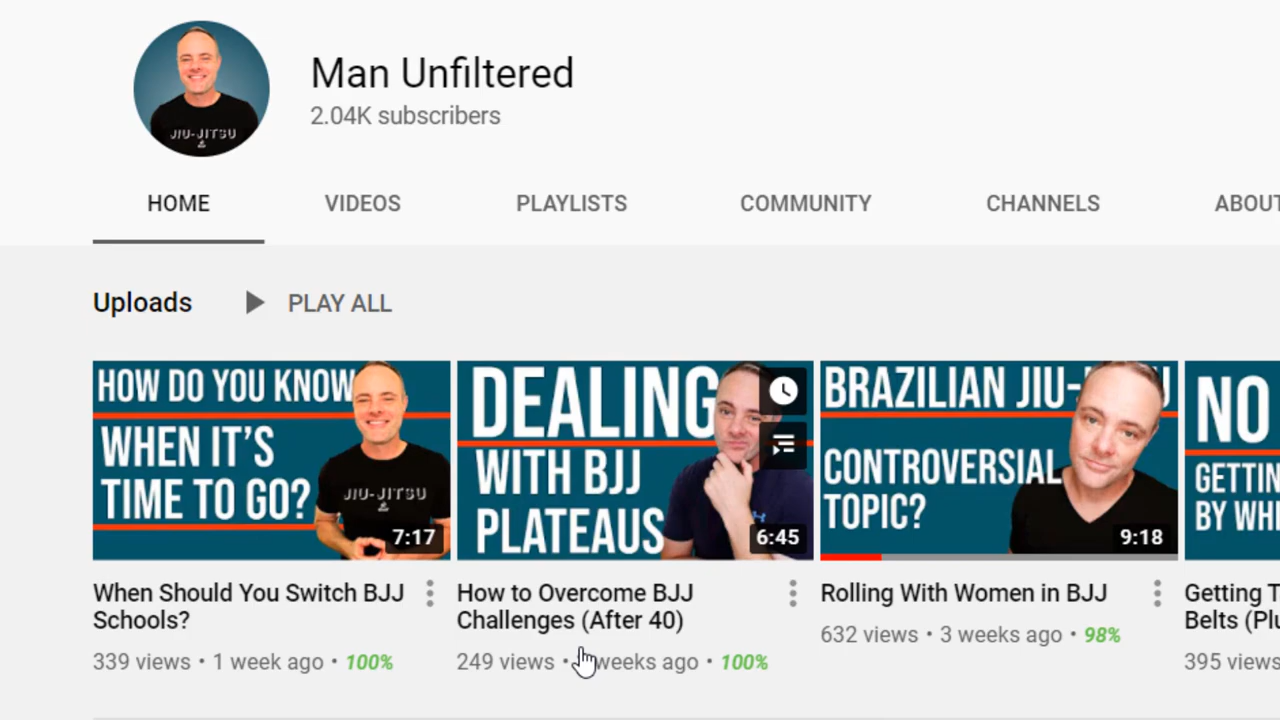 Man Unfiltered
2.04K subscribers
JIU-JITSU
HOME
VIDEOS
PLAYLISTS
COMMUNITY
CHANNELS
ABOUT
Uploads
PLAY ALL
HOW DO YOU KNOW
WHEN IT'S
TIME TO GO?
JIU-JITSU
7:17
DEALING
WITH BJJ
PLATEAUS
6:45
BRAZILIAN JIU-
CONTROVERSIAL
TOPIC?
9:18
NO
GETTIN
BY WHI
When Should You Switch BJJ
Schools?
339 views • 1 week ago • 100%
How to Overcome BJJ
Challenges (After 40)
249 views • weeks ago • 100%
Rolling With Women in BJJ
632 views • 3 weeks ago • 98%
Getting T
Belts (Plu
395 views